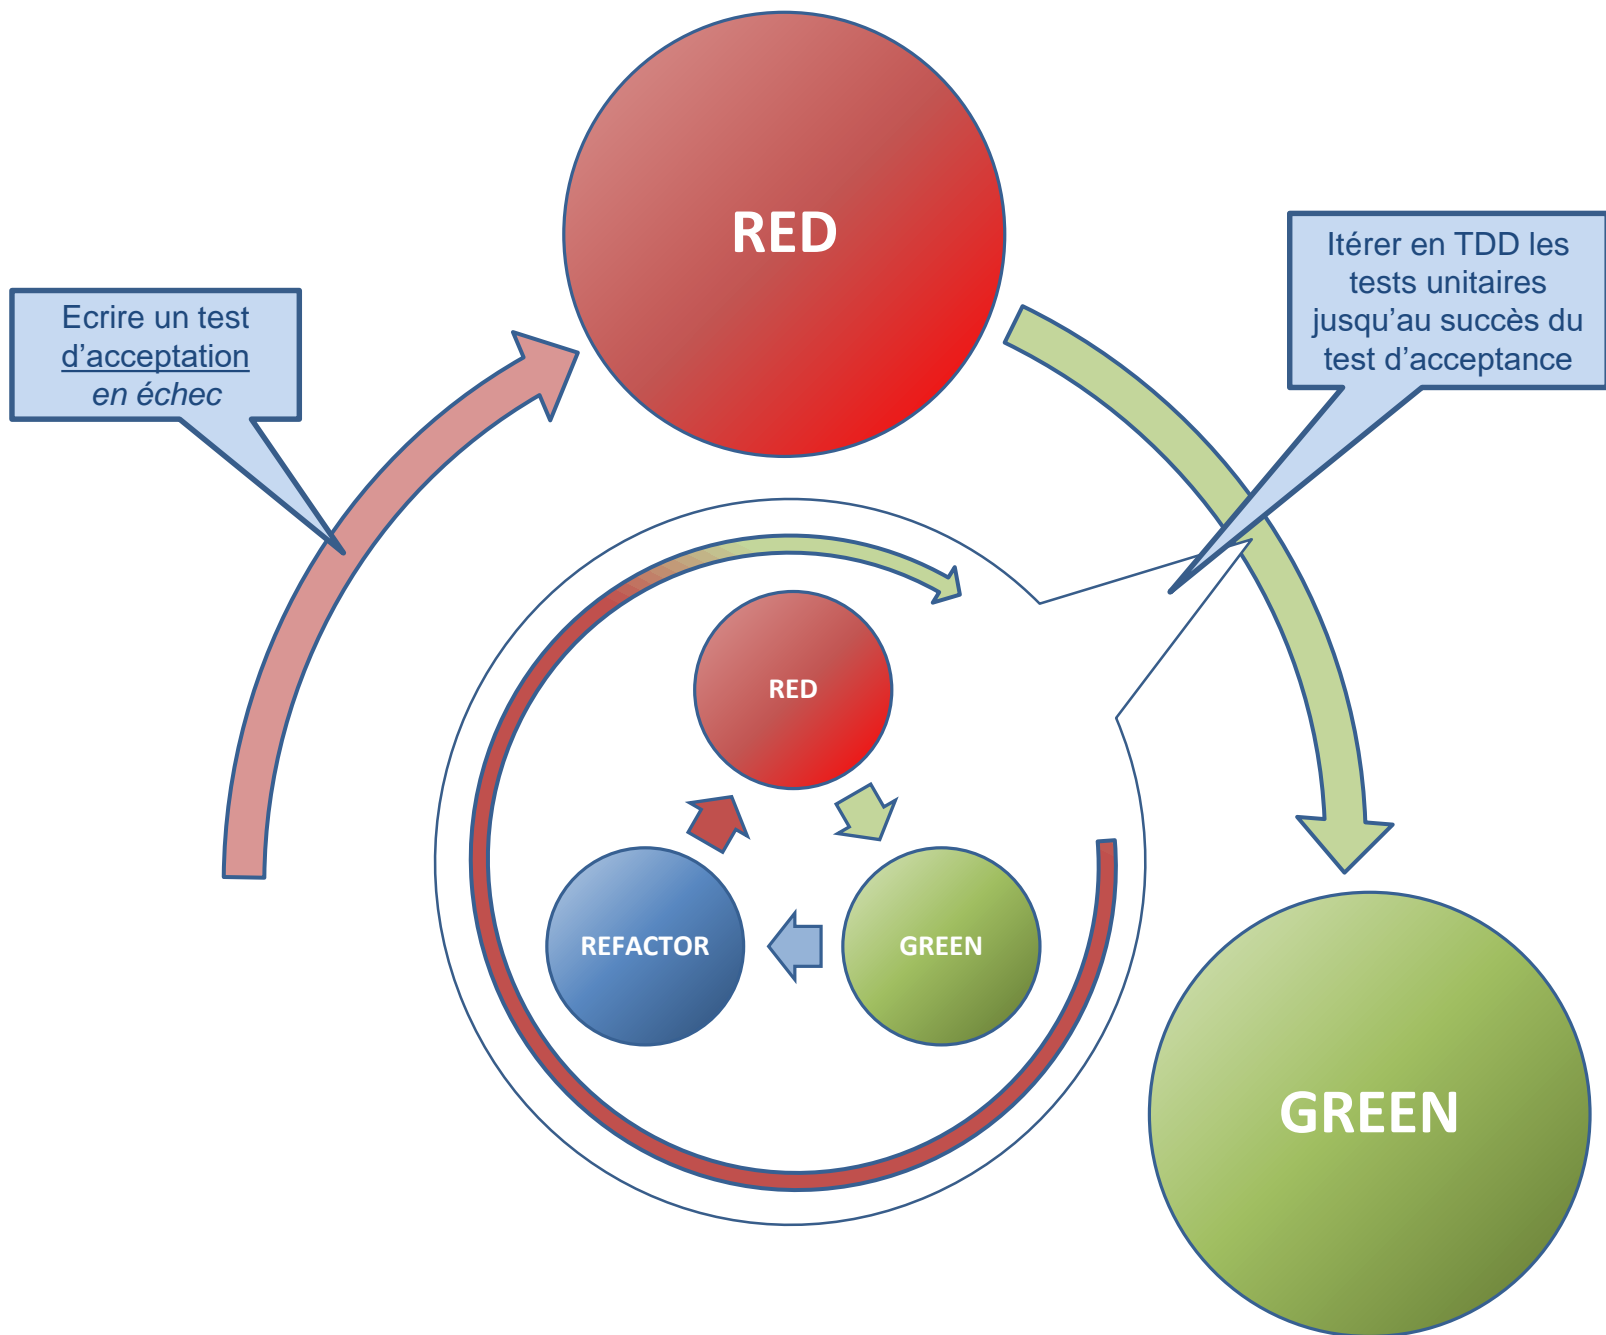 RED
Ecrire un test
d’acceptation
en échec
Itérer en TDD les
tests unitaires
jusqu’au succès du
test d’acceptance
RED
REFACTOR
GREEN
GREEN